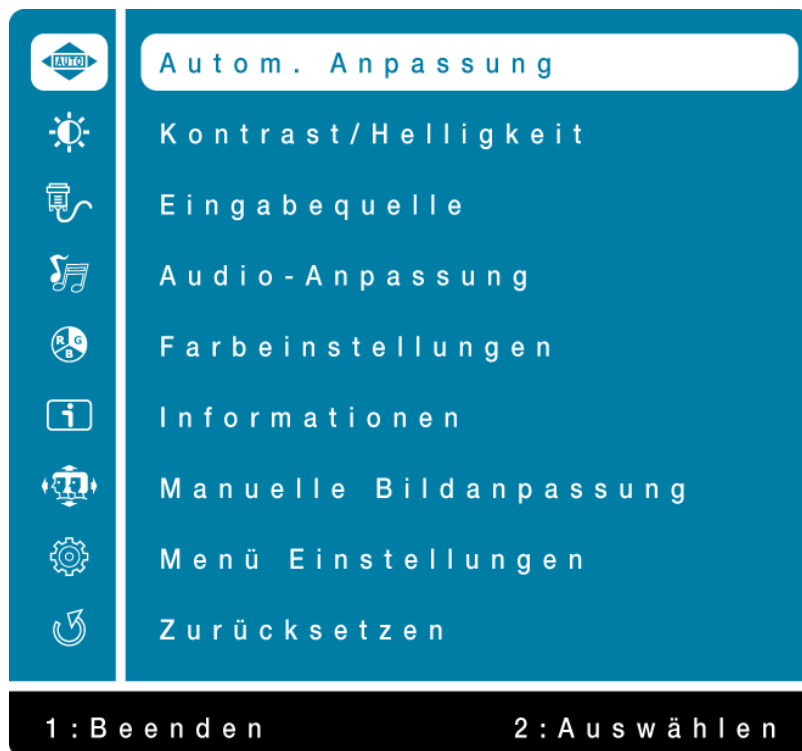 AUTO
Autom. Anpassung
Kontrast/Helligkeit
Eingabequelle
Audio-Anpassung
R G B
Farbeinstellungen
i
Informationen
Manuelle Bildanpassung
Menü Einstellungen
Zurücksetzen
1:Beenden 2:Auswählen